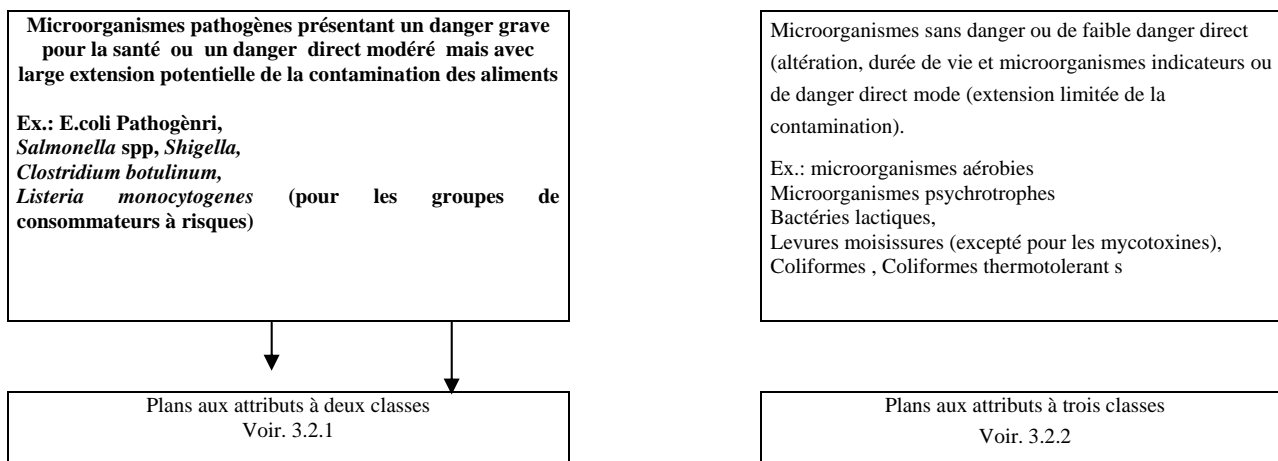 Microorganismes pathogènes présentant un danger grave
pour la santé ou un danger direct modéré mais avec
large extension potentielle de la contamination des aliments
Ex.: E.coli Pathogènri,
Salmonella spp, Shigella,
Clostridium botulinum,
Listeria monocytogenes (pour les groupes de
consommateurs à risques)
Plans aux attributs à deux classes
Voir. 3.2.1
Microorganismes sans danger ou de faible danger direct
(altération, durée de vie et microorganismes indicateurs ou
de danger direct mode (extension limitée de la
contamination).
Ex.: microorganismes aérobies
Microorganismes psychrotrophes
Bactéries lactiques,
Levures moisissures (excepté pour les mycotoxines),
Coliformes , Coliformes thermotolerant s
Plans aux attributs à trois classes
Voir. 3.2.2